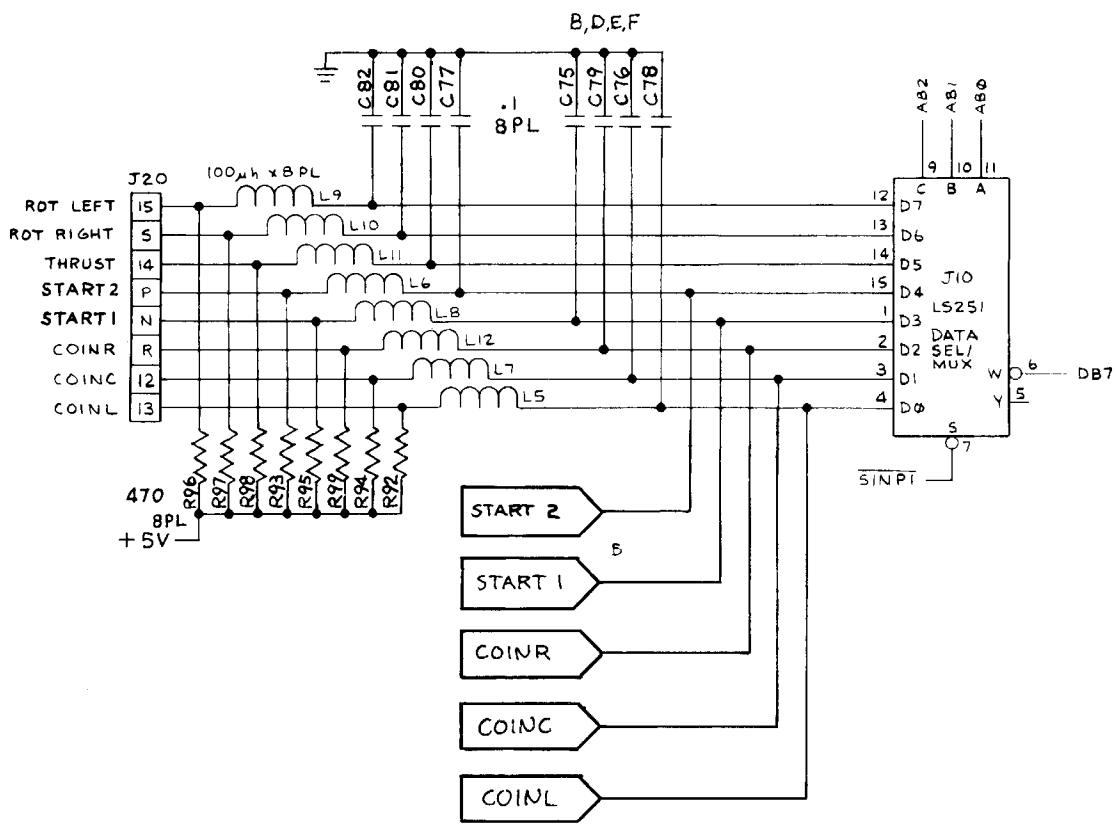 B,D,E,F
C82
C81
C80
C77
C75
C79
C76
C78
.1
8PL
AB2
AB1
ABØ
9
10
11
C B A
J20
100µh x 8PL
ROT LEFT 15 L9 12 D7
ROT RIGHT S L10 13 D6
THRUST 14 L11 14 D5
START2 P L6 15 D4
START1 N L8 1 D3
COINR R L12 2 D2
COINC 12 L7 3 D1
COINL 13 L5 4 DØ
J10
LS251
DATA
SEL/
MUX
W 6 DB7
Y 5
S
7
SINP1
470
8PL
+5V
R96
R97
R98
R93
R95
R99
R94
R92
START 2
B
START 1
COINR
COINC
COINL